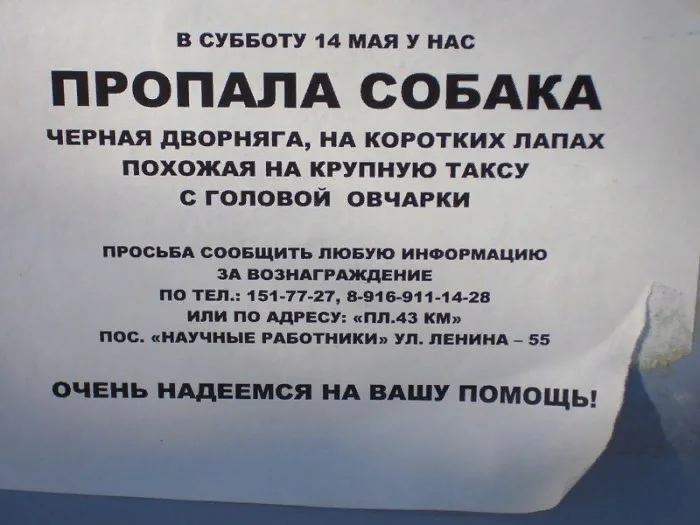 В СУББОТУ 14 МАЯ У НАС
ПРОПАЛА СОБАКА
ЧЕРНАЯ ДВОРНЯГА, НА КОРОТКИХ ЛАПАХ
ПОХОЖАЯ НА КРУПНУЮ ТАКСУ
С ГОЛОВОЙ ОВЧАРКИ
ПРОСЬБА СООБЩИТЬ ЛЮБУЮ ИНФОРМАЦИЮ
ЗА ВОЗНАГРАЖДЕНИЕ
ПО ТЕЛ.: 151-77-27, 8-916-911-14-28
ИЛИ ПО АДРЕСУ: «ПЛ.43 КМ»
ПОС. «НАУЧНЫЕ РАБОТНИКИ» УЛ. ЛЕНИНА – 55
ОЧЕНЬ НАДЕЕМСЯ НА ВАШУ ПОМОЩЬ!